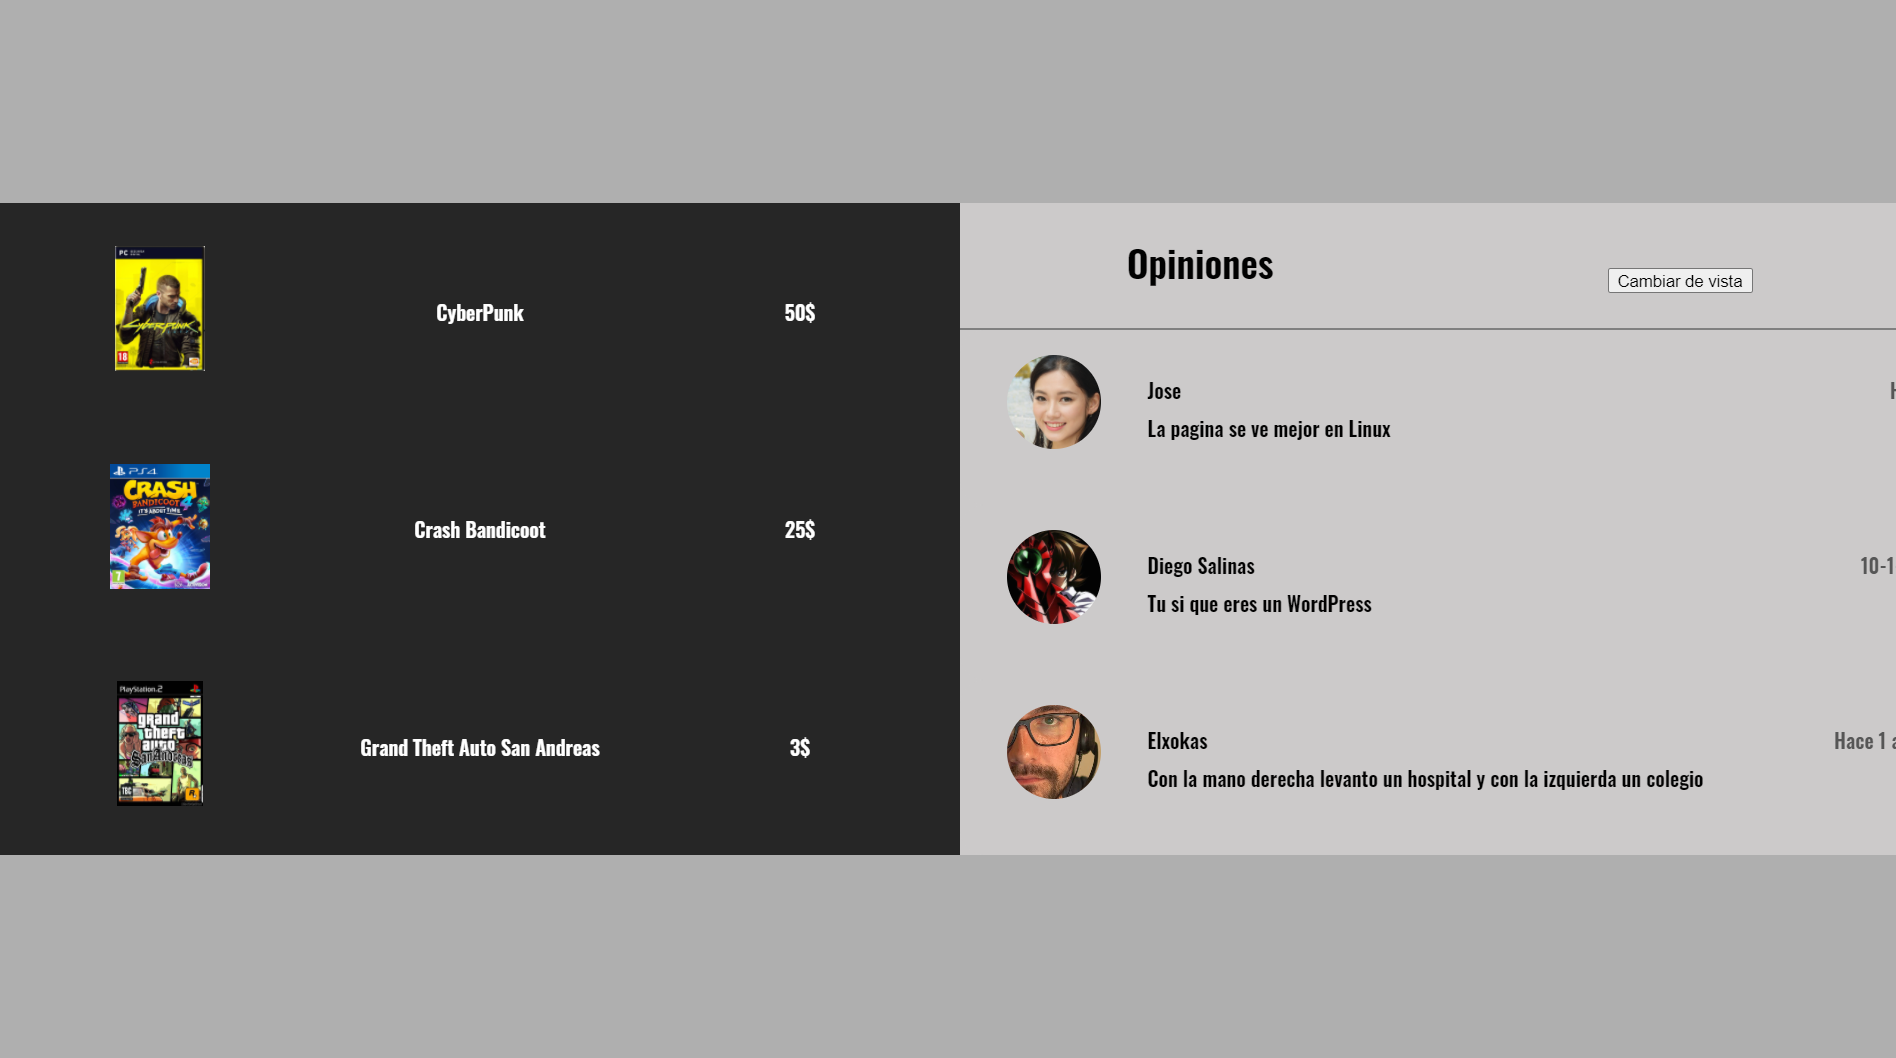 PC
CYBERPUNK
18
CyberPunk
50$
PS4
CRASH
BANDICOOT 4
IT'S ABOUT TIME
7
Crash Bandicoot
25$
PlayStation 2
grand
theft
auto
San Andreas
Grand Theft Auto San Andreas
3$
Opiniones
Cambiar de vista
Jose
La pagina se ve mejor en Linux
Diego Salinas
10-1
Tu si que eres un WordPress
Elxokas
Hace 1 a
Con la mano derecha levanto un hospital y con la izquierda un colegio